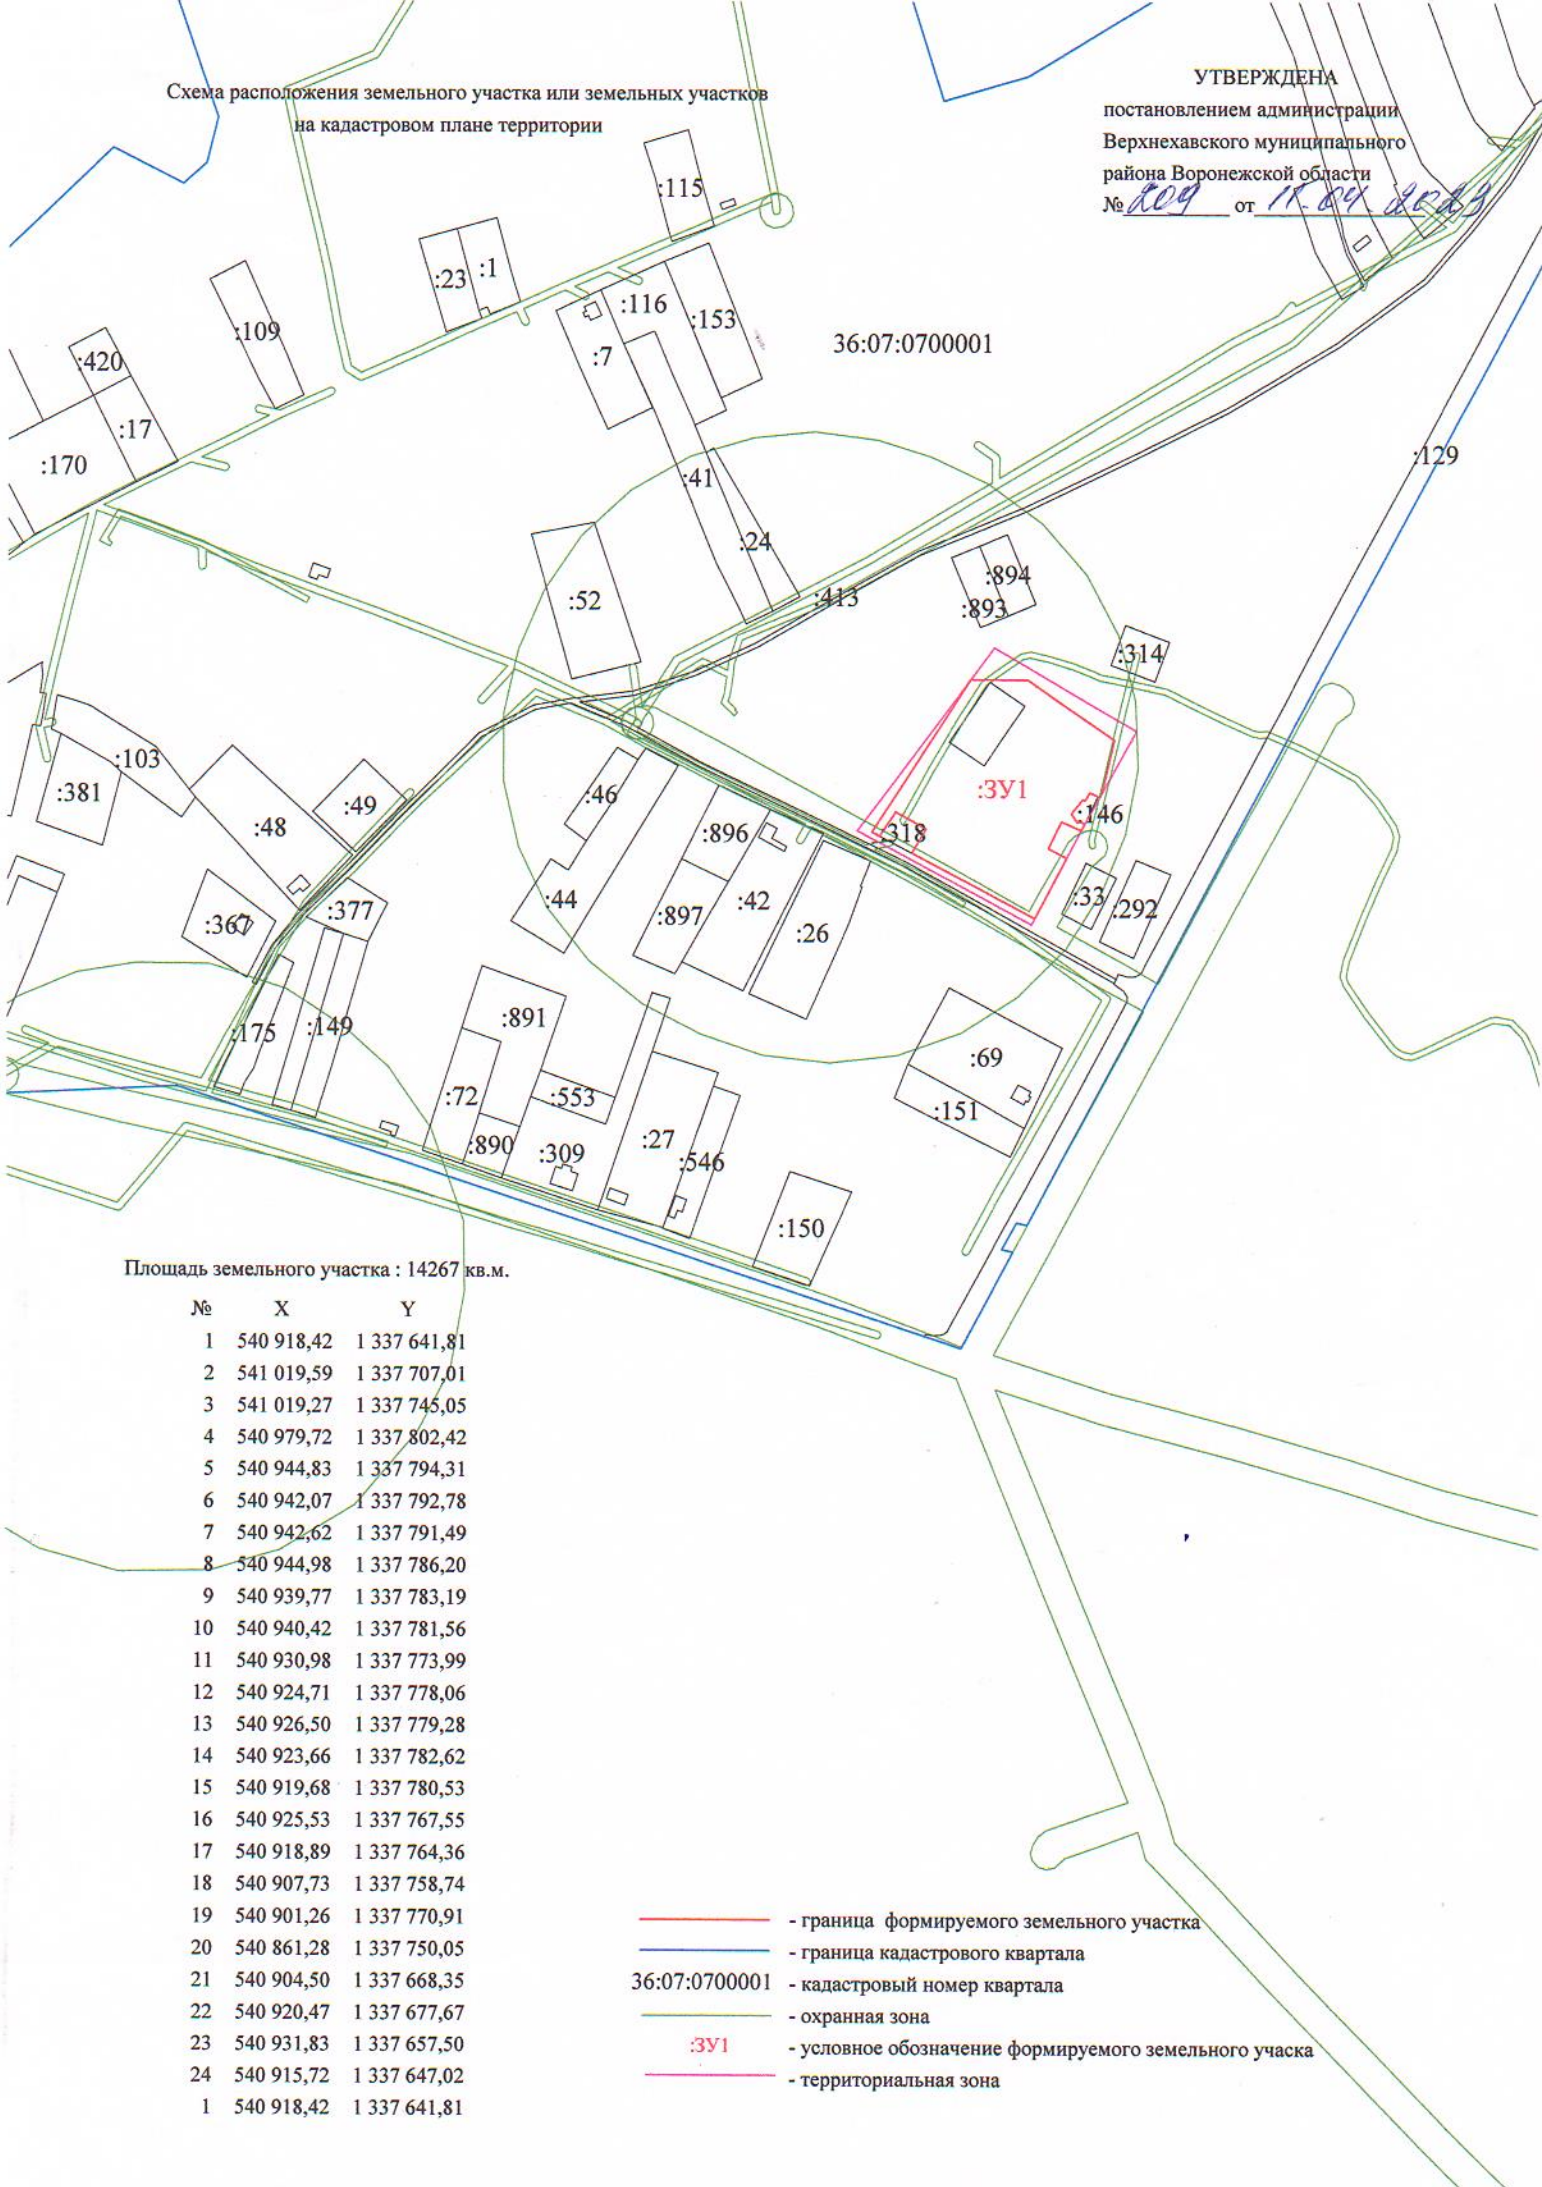 Схема расположения земельного участка или земельных участков
на кадастровом плане территории
УТВЕРЖДЕНА
постановлением администрации
Верхнехавского муниципального
района Воронежской области
№ 209 от 11.04.2023
:115
:23 :1
:116
:109
:153
:7
36:07:0700001
:420
:17
:170
:129
:41
:24
:894
:52
:413
:893
:314
:103
:ЗУ1
:381
:46
:49
:146
:48
:896
:318
:44
:33
:377
:42
:292
:367
:897
:26
:891
:175
:149
:69
:72
:553
:151
:27
:890
:309
:546
:150
Площадь земельного участка : 14267 кв.м.
№ X Y
1 540 918,42 1 337 641,81
2 541 019,59 1 337 707,01
3 541 019,27 1 337 745,05
4 540 979,72 1 337 802,42
5 540 944,83 1 337 794,31
6 540 942,07 1 337 792,78
7 540 942,62 1 337 791,49
8 540 944,98 1 337 786,20
9 540 939,77 1 337 783,19
10 540 940,42 1 337 781,56
11 540 930,98 1 337 773,99
12 540 924,71 1 337 778,06
13 540 926,50 1 337 779,28
14 540 923,66 1 337 782,62
15 540 919,68 1 337 780,53
16 540 925,53 1 337 767,55
17 540 918,89 1 337 764,36
18 540 907,73 1 337 758,74
19 540 901,26 1 337 770,91
20 540 861,28 1 337 750,05
21 540 904,50 1 337 668,35
22 540 920,47 1 337 677,67
23 540 931,83 1 337 657,50
24 540 915,72 1 337 647,02
1 540 918,42 1 337 641,81
- граница формируемого земельного участка
- граница кадастрового квартала
36:07:0700001 - кадастровый номер квартала
- охранная зона
:ЗУ1 - условное обозначение формируемого земельного учаска
- территориальная зона